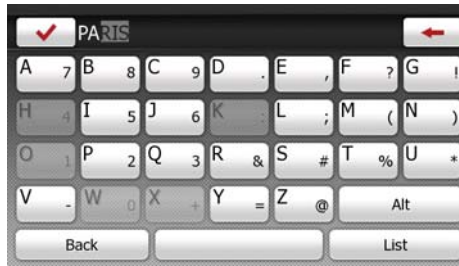 PARIS
A 7 B 8 C 9 D . E , F ? G !
H 4 I 5 J 6 K : L ; M ( N )
O 1 P 2 Q 3 R & S # T % U *
V - W 0 X + Y = Z @ Alt
Back List